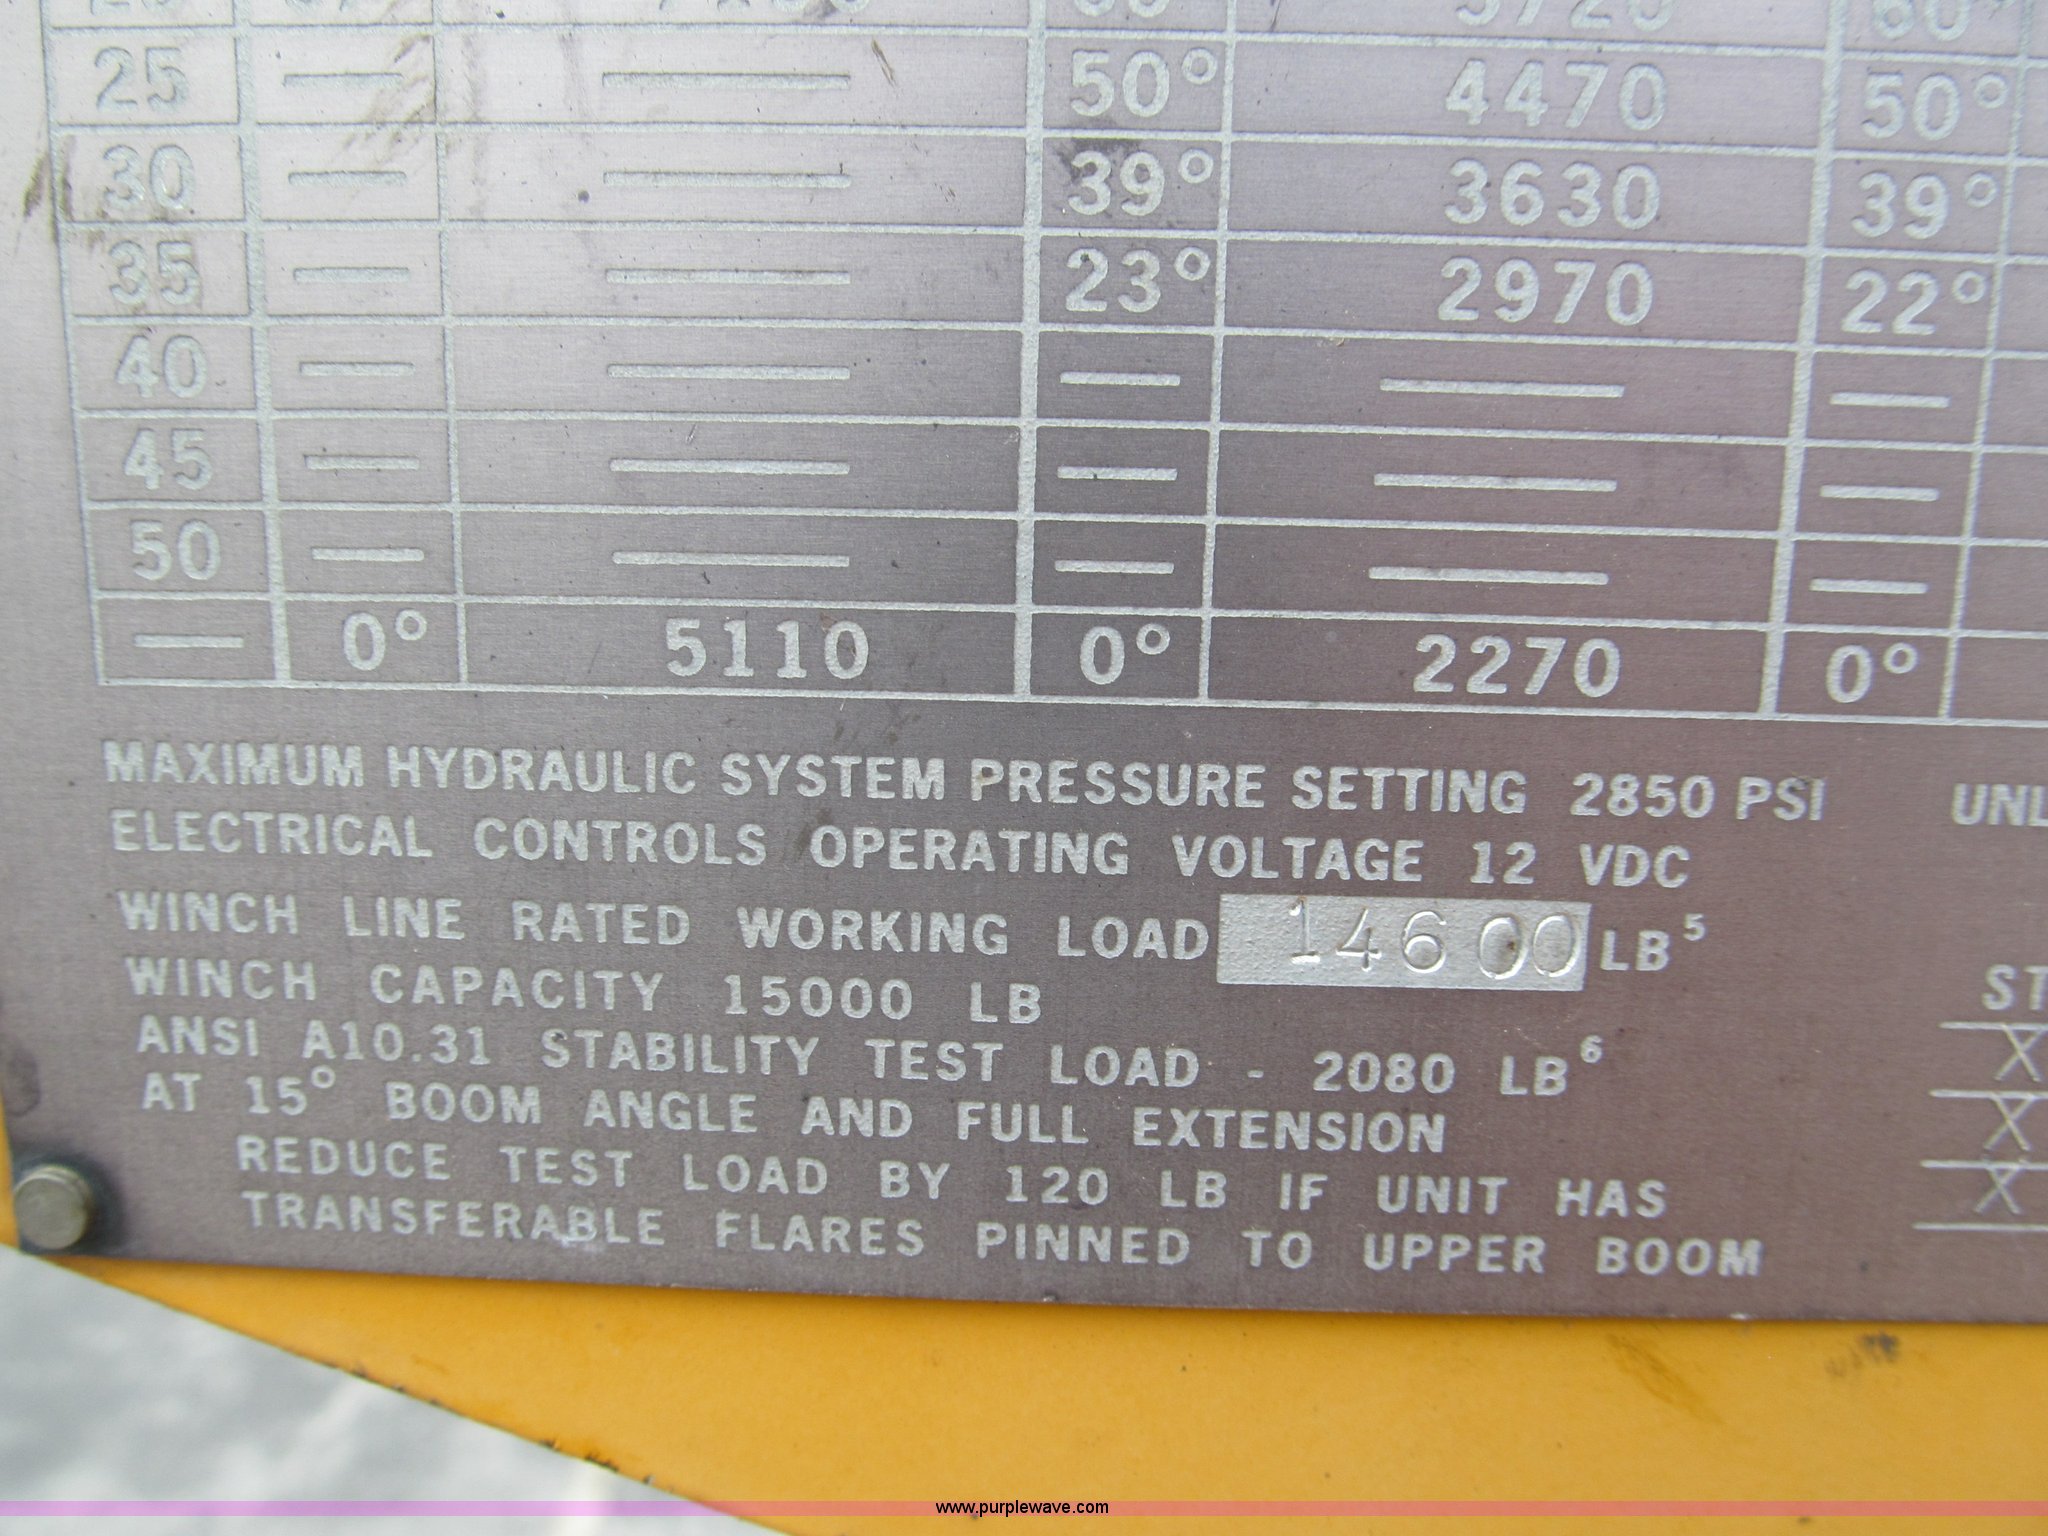 60°
25 — — 50° 4470 50°
30 — — 39° 3630 39°
35 — — 23° 2970 22°
40 — — — — —
45 — — — — —
50 — — — — —
— 0° 5110 0° 2270 0°
MAXIMUM HYDRAULIC SYSTEM PRESSURE SETTING 2850 PSI
ELECTRICAL CONTROLS OPERATING VOLTAGE 12 VDC
WINCH LINE RATED WORKING LOAD 14600 LB⁵
WINCH CAPACITY 15000 LB
ANSI A10.31 STABILITY TEST LOAD - 2080 LB⁶
AT 15° BOOM ANGLE AND FULL EXTENSION
REDUCE TEST LOAD BY 120 LB IF UNIT HAS
TRANSFERABLE FLARES PINNED TO UPPER BOOM
UNL
ST
X
X
X
www.purplewave.com